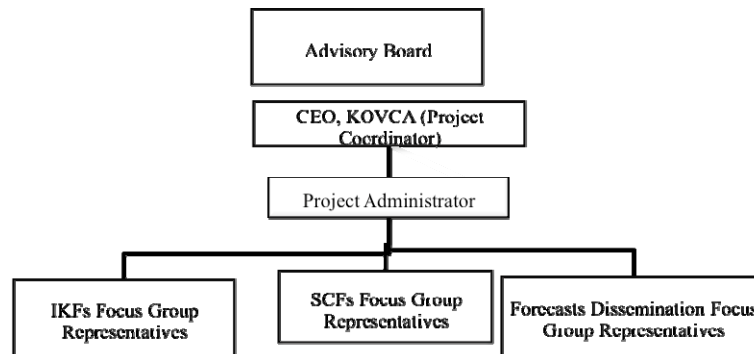 Advisory Board
CEO, KOVCA (Project
Coordinator)
Project Administrator
IKFs Focus Group
Representatives
SCFs Focus Group
Representatives
Forecasts Dissemination Focus
Group Representatives